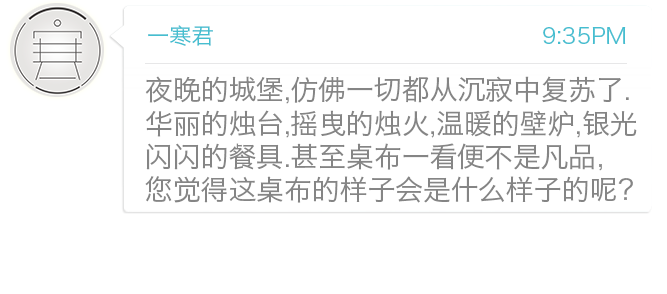 一寒君
9:35PM
夜晚的城堡,仿佛一切都从沉寂中复苏了.
华丽的烛台,摇曳的烛火,温暖的壁炉,银光
闪闪的餐具.甚至桌布一看便不是凡品,
您觉得这桌布的样子会是什么样子的呢?